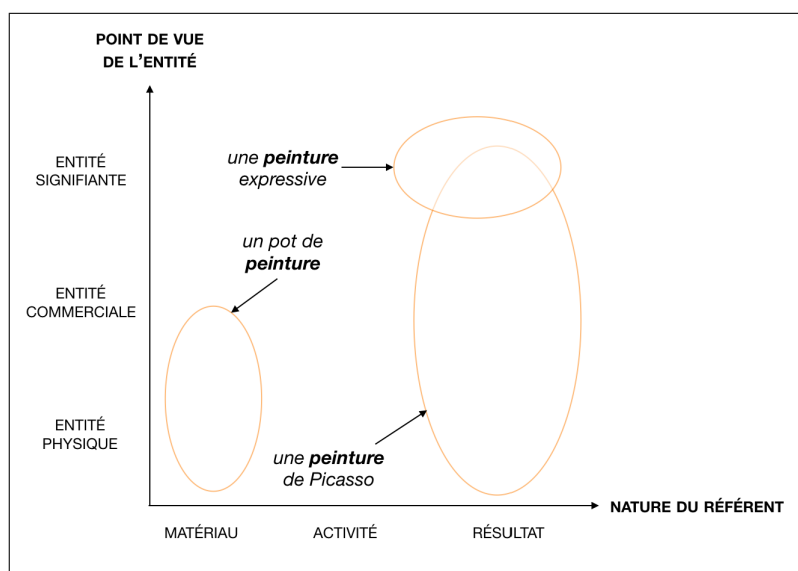 POINT DE VUE
DE L’ENTITÉ
ENTITÉ
SIGNIFIANTE
une peinture
expressive
un pot de
peinture
ENTITÉ
COMMERCIALE
ENTITÉ
PHYSIQUE
une peinture
de Picasso
NATURE DU RÉFÉRENT
MATÉRIAU
ACTIVITÉ
RÉSULTAT